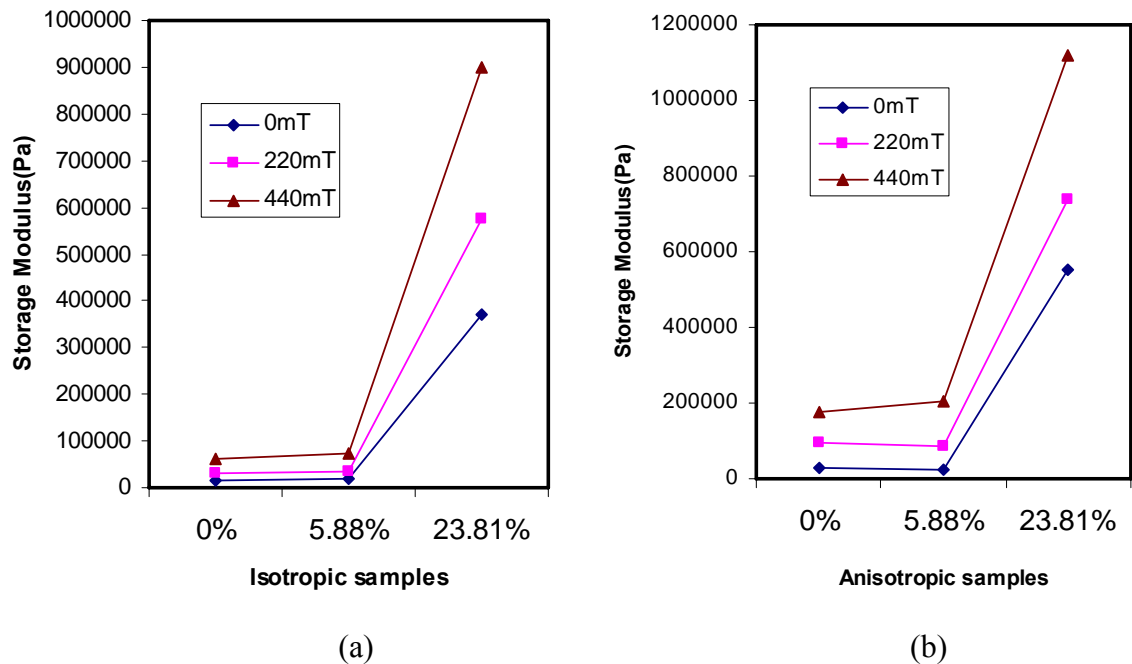 Storage Modulus(Pa)
1000000
900000
800000
700000
600000
500000
400000
300000
200000
100000
0
0mT
220mT
440mT
0%
5.88%
23.81%
Isotropic samples
(a)
Storage Modulus(Pa)
1200000
1000000
800000
600000
400000
200000
0
0mT
220mT
440mT
0%
5.88%
23.81%
Anisotropic samples
(b)